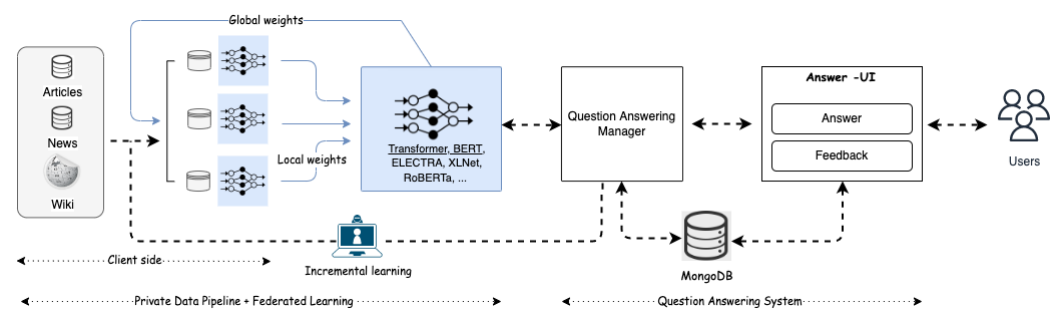 Global weights
Articles
News
Wiki
Local weights
Transformer, BERT,
ELECTRA, XLNet,
RoBERTa, ...
Question Answering
Manager
Answer -UI
Answer
Feedback
Users
MongoDB
Incremental learning
Client side
Private Data Pipeline + Federated Learning
Question Answering System